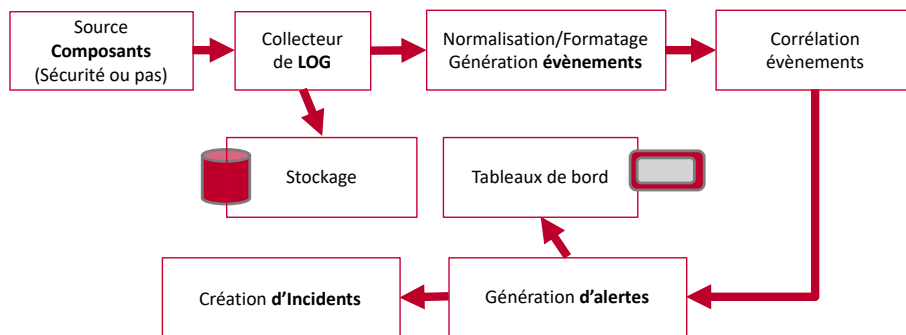 Source
Composants
(Sécurité ou pas)
Collecteur
de LOG
Normalisation/Formatage
Génération évènements
Corrélation
évènements
Stockage
Tableaux de bord
Création d’Incidents
Génération d’alertes